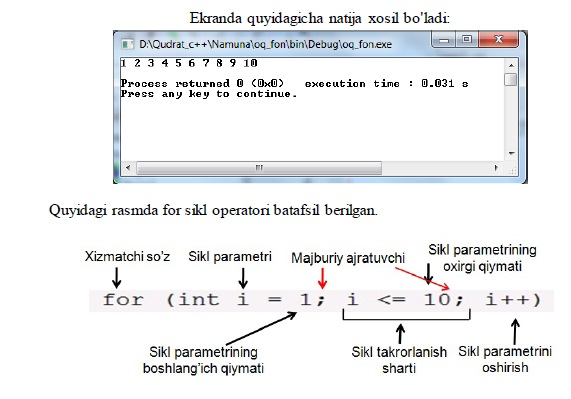 Ekranda quyidagicha natija xosil bo'ladi:
D:\Qudrat_c++\Namuna\oq_fon\bin\Debug\oq_fon.exe
1 2 3 4 5 6 7 8 9 10
Process returned 0 (0x0)   execution time : 0.031 s
Press any key to continue.
Quyidagi rasmda for sikl operatori batafsil berilgan.
Xizmatchi so'z
Sikl parametri
Majburiy ajratuvchi
Sikl parametrining
oxirgi qiymati
for (int i = 1; i <= 10; i++)
Sikl parametrining
boshlang'ich qiymati
Sikl takrorlanish
sharti
Sikl parametrini
oshirish